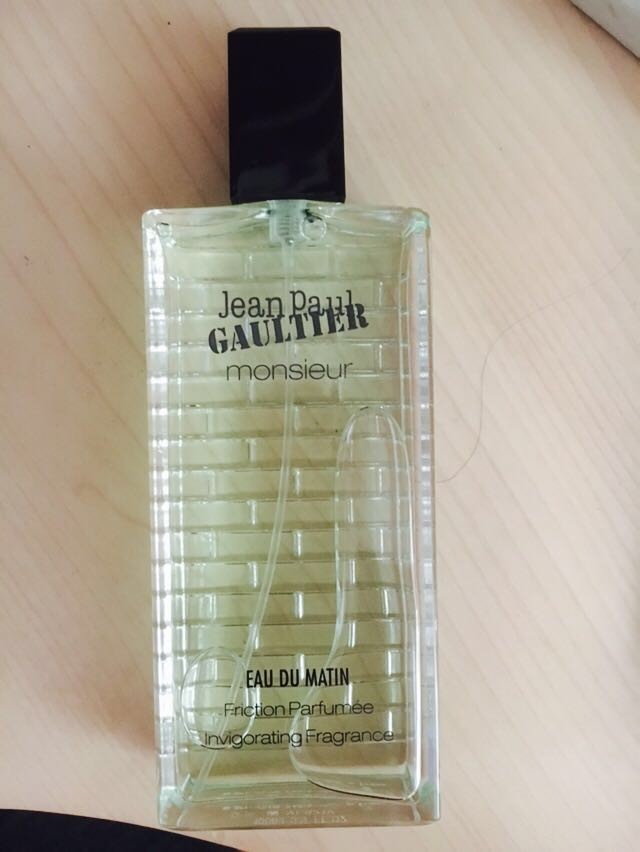 Jean Paul
GAULTIER
monsieur
EAU DU MATIN
Friction Parfumée
Invigorating Fragrance